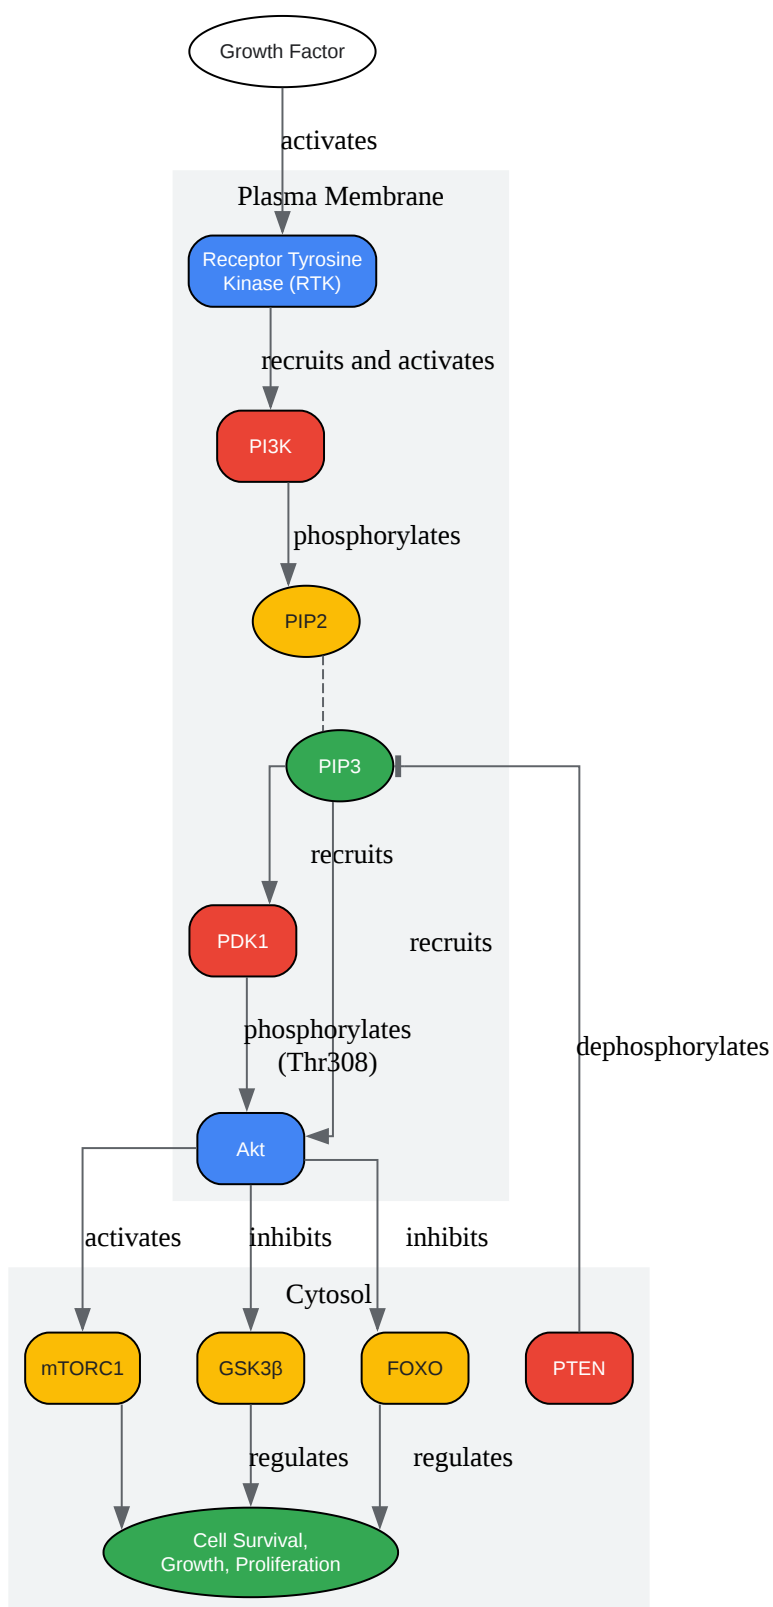 Growth Factor
activates
Plasma Membrane
Receptor Tyrosine
Kinase (RTK)
recruits and activates
PI3K
phosphorylates
PIP2
PIP3
recruits
PDK1
recruits
phosphorylates
(Thr308)
dephosphorylates
Akt
activates
inhibits
inhibits
Cytosol
mTORC1
GSK3β
FOXO
PTEN
regulates
regulates
Cell Survival,
Growth, Proliferation